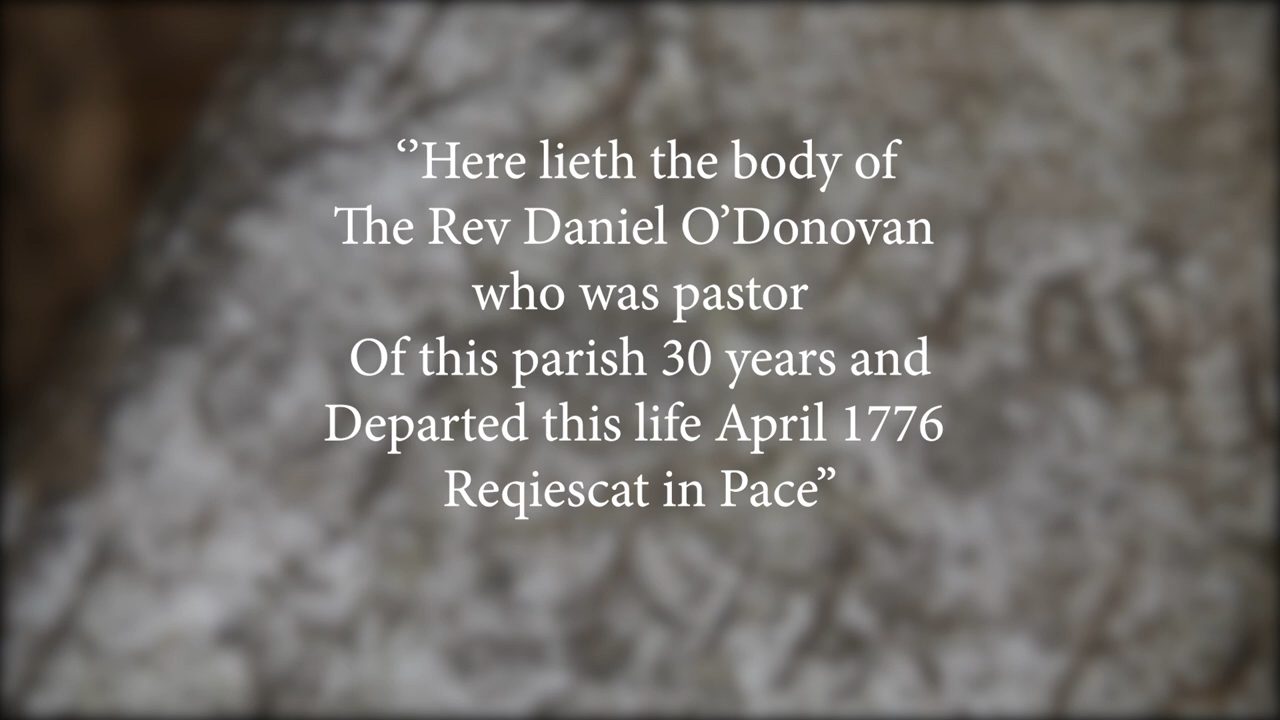 ‘’Here lieth the body of
The Rev Daniel O’Donovan
who was pastor
Of this parish 30 years and
Departed this life April 1776
Reqiescat in Pace”